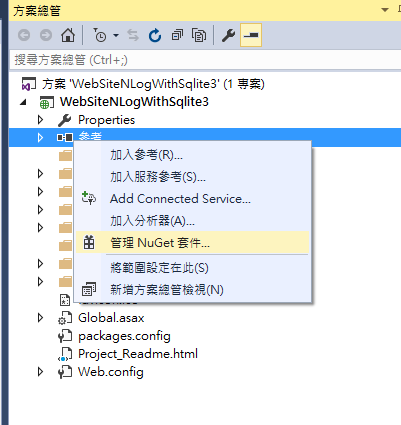 方案總管
搜尋方案總管 (Ctrl+;)
方案 'WebSiteNLogWithSqlite3' (1 專案)
WebSiteNLogWithSqlite3
Properties
參考
加入參考(R)...
加入服務參考(S)...
Add Connected Service...
加入分析器(A)...
管理 NuGet 套件...
將範圍設定在此(S)
新增方案總管檢視(N)
Global.asax
packages.config
Project_Readme.html
Web.config